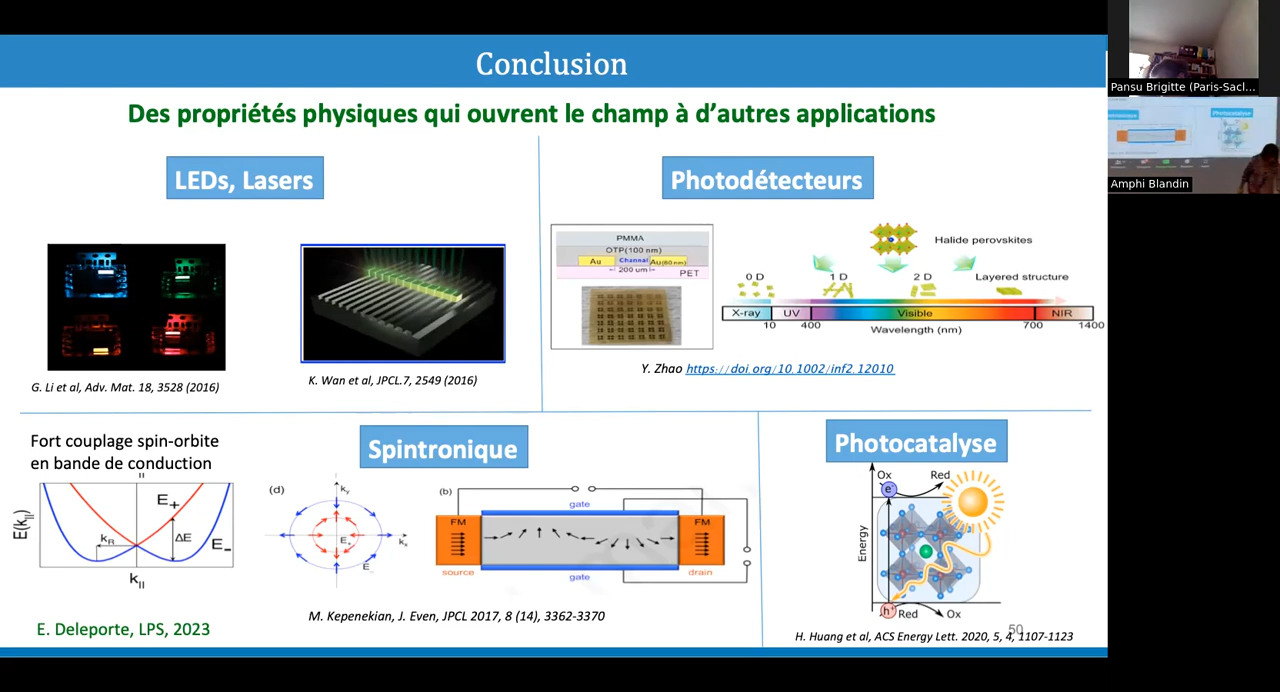 Conclusion
Des propriétés physiques qui ouvrent le champ à d'autres applications
LEDs, Lasers
G. Li et al, Adv. Mat. 18, 3528 (2016)
K. Wan et al, JPCL.7, 2549 (2016)
Photodétecteurs
PMMA
OTP(100 nm)
Au
Channel
Au(60 nm)
200 um
PET
Halide perovskites
0 D
1 D
2 D
Layered structure
X-ray
UV
Visible
NIR
10
400
700
1400
Wavelength (nm)
Y. Zhao https://doi.org/10.1002/inf2.12010
Fort couplage spin-orbite
en bande de conduction
Spintronique
E(k||)
E+
kR
ΔE
E-
k||
(d)
ky
E+
kx
E-
(b)
gate
FM
FM
source
gate
drain
M. Kepenekian, J. Even, JPCL 2017, 8 (14), 3362-3370
Photocatalyse
Ox
Red
e-
Energy
h+
Red
Ox
H. Huang et al, ACS Energy Lett. 2020, 5, 4, 1107-1123
E. Deleporte, LPS, 2023
50
Pansu Brigitte (Paris-Sacl...
Photocatalyse
Amphi Blandin